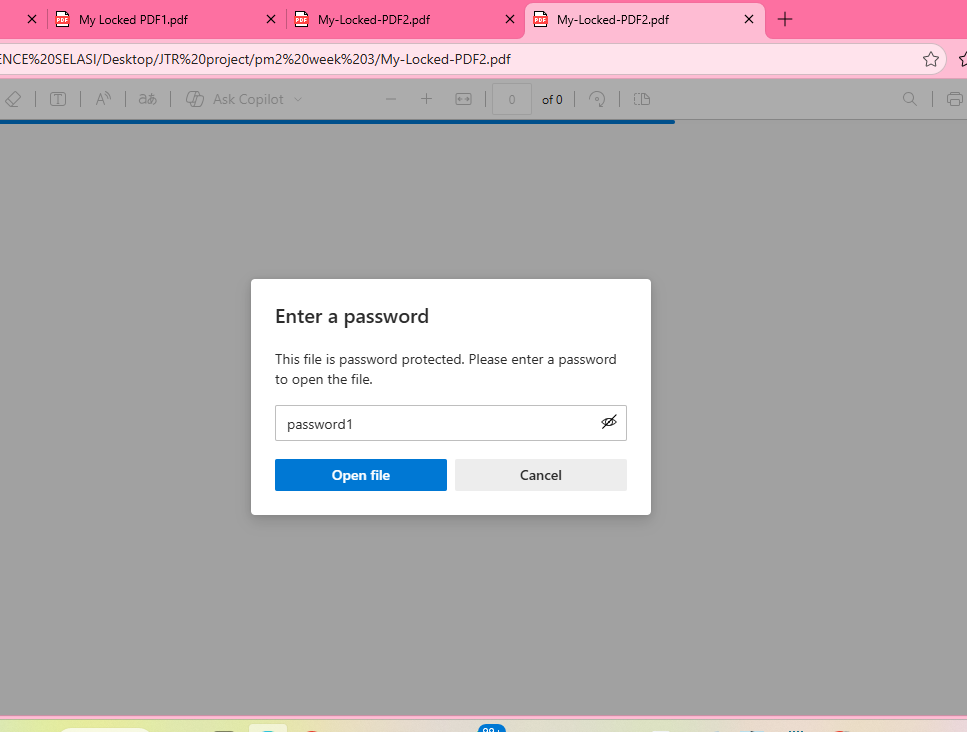 My Locked PDF1.pdf
My-Locked-PDF2.pdf
My-Locked-PDF2.pdf
ENCE%20SELASI/Desktop/JTR%20project/pm2%20week%203/My-Locked-PDF2.pdf
Ask Copilot
0
of 0
Enter a password
This file is password protected. Please enter a password
to open the file.
password1
Open file
Cancel